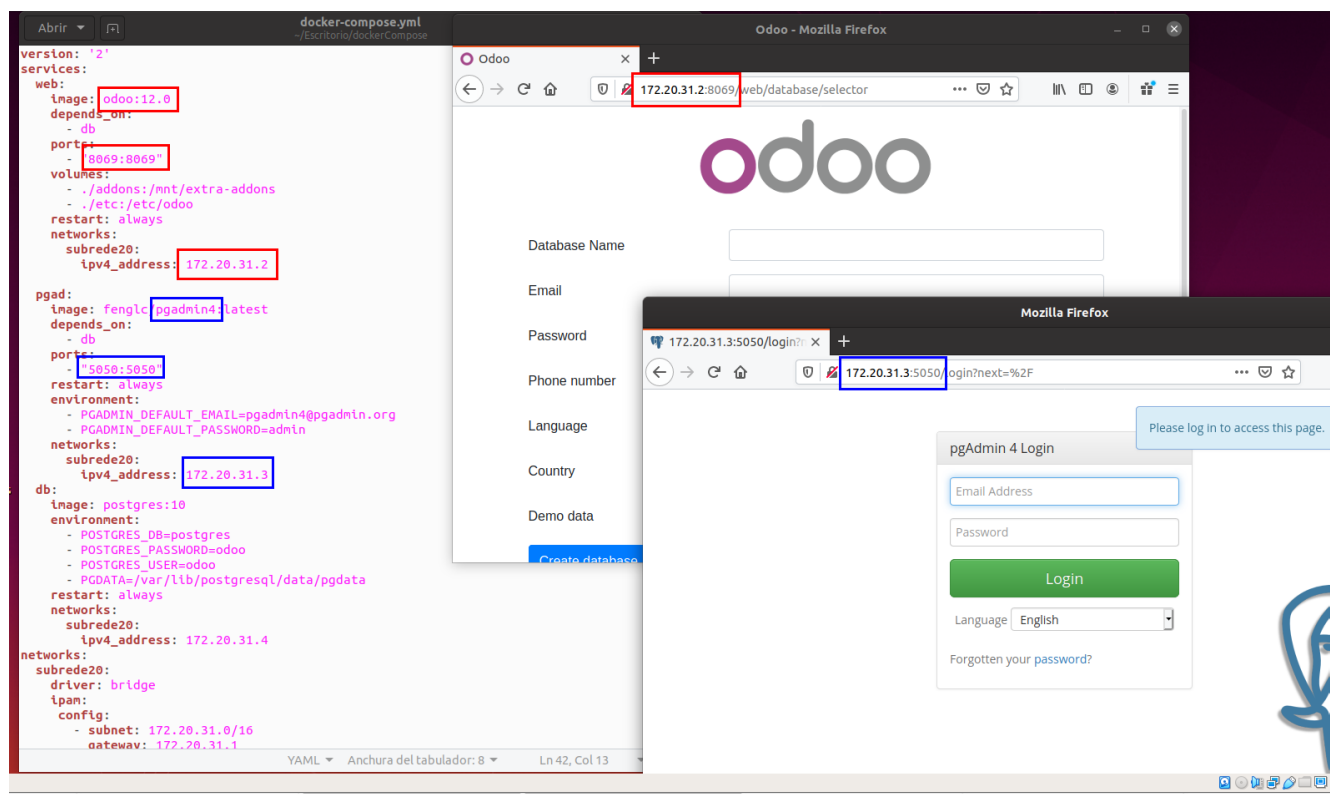 Abrir
docker-compose.yml
~/Escritorio/dockerCompose
version: '2'
services:
  web:
    image: odoo:12.0
    depends_on:
      - db
    ports:
      - "8069:8069"
    volumes:
      - ./addons:/mnt/extra-addons
      - ./etc:/etc/odoo
    restart: always
    networks:
      subrede20:
        ipv4_address: 172.20.31.2
  pgad:
    image: fenglc/pgadmin4:latest
    depends_on:
      - db
    ports:
      - "5050:5050"
    restart: always
    environment:
      - PGADMIN_DEFAULT_EMAIL=pgadmin4@pgadmin.org
      - PGADMIN_DEFAULT_PASSWORD=admin
    networks:
      subrede20:
        ipv4_address: 172.20.31.3
  db:
    image: postgres:10
    environment:
      - POSTGRES_DB=postgres
      - POSTGRES_PASSWORD=odoo
      - POSTGRES_USER=odoo
      - PGDATA=/var/lib/postgresql/data/pgdata
    restart: always
    networks:
      subrede20:
        ipv4_address: 172.20.31.4
networks:
  subrede20:
    driver: bridge
    ipam:
     config:
       - subnet: 172.20.31.0/16
         gateway: 172.20.31.1
YAML Anchura del tabulador: 8 Ln 42, Col 13
Odoo - Mozilla Firefox
Odoo
172.20.31.2:8069/web/database/selector
odoo
Database Name
Email
Password
Phone number
Language
Country
Demo data
Create database
Mozilla Firefox
172.20.31.3:5050/login?n
172.20.31.3:5050/login?next=%2F
Please log in to access this page.
pgAdmin 4 Login
Email Address
Password
Login
Language English
Forgotten your password?